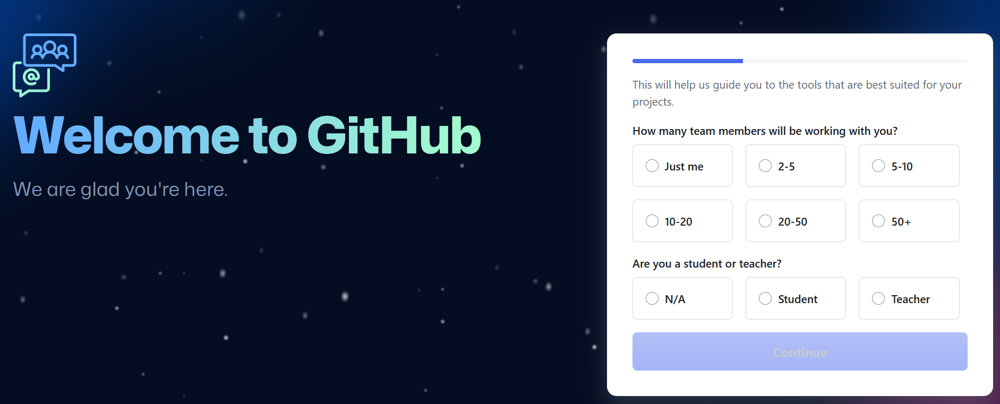 Welcome to GitHub
We are glad you're here.
This will help us guide you to the tools that are best suited for your
projects.
How many team members will be working with you?
Just me
2-5
5-10
10-20
20-50
50+
Are you a student or teacher?
N/A
Student
Teacher
Continue